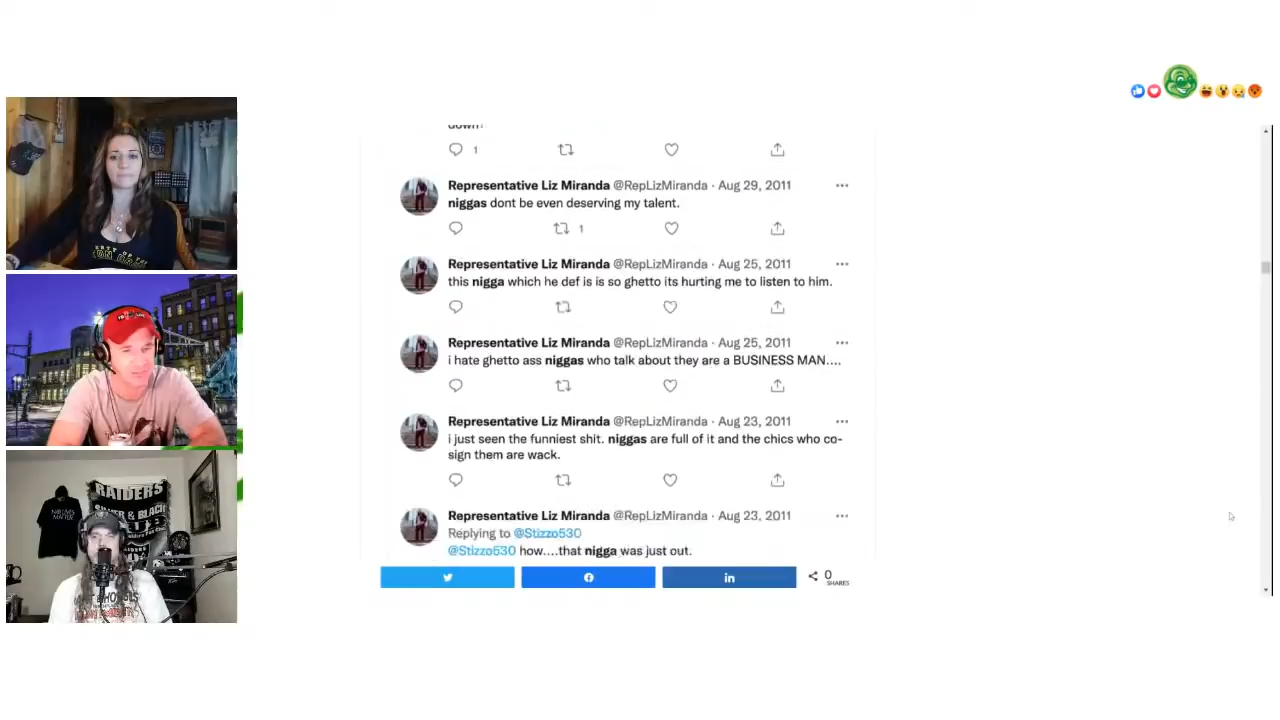 down?
1
Representative Liz Miranda @RepLizMiranda · Aug 29, 2011
niggas dont be even deserving my talent.
1
Representative Liz Miranda @RepLizMiranda · Aug 25, 2011
this nigga which he def is is so ghetto its hurting me to listen to him.
Representative Liz Miranda @RepLizMiranda · Aug 25, 2011
i hate ghetto ass niggas who talk about they are a BUSINESS MAN....
Representative Liz Miranda @RepLizMiranda · Aug 23, 2011
i just seen the funniest shit. niggas are full of it and the chics who co-
sign them are wack.
Representative Liz Miranda @RepLizMiranda · Aug 23, 2011
Replying to @Stizzo530
@Stizzo530 how....that nigga was just out.
in
0
SHARES
RAIDERS
SILVER & BLACK